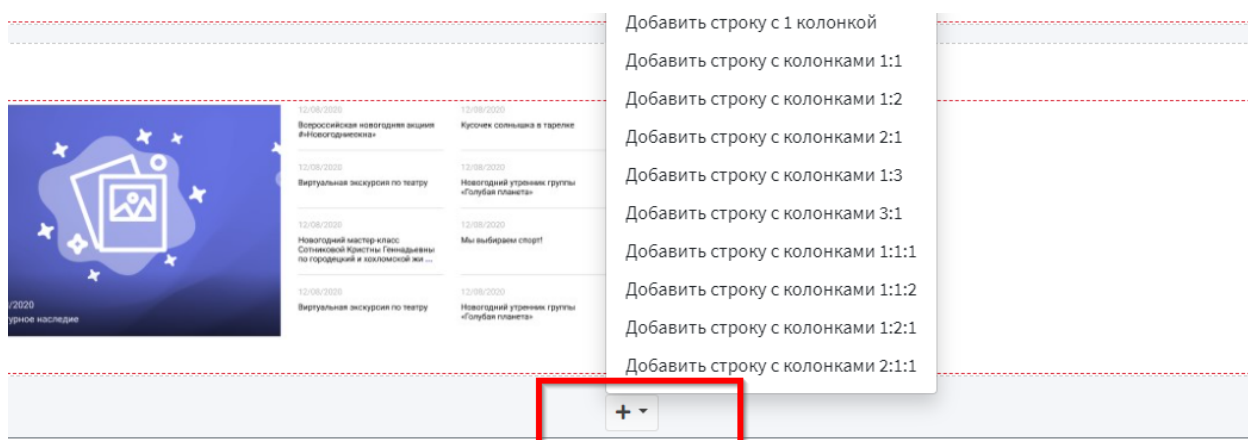 Добавить строку с 1 колонкой
Добавить строку с колонками 1:1
Добавить строку с колонками 1:2
Добавить строку с колонками 2:1
Добавить строку с колонками 1:3
Добавить строку с колонками 3:1
Добавить строку с колонками 1:1:1
Добавить строку с колонками 1:1:2
Добавить строку с колонками 1:2:1
Добавить строку с колонками 2:1:1
12/08/2020
Всероссийская новогодняя акция
#«Новогодниеокна»
12/08/2020
Кусочек солнышка в тарелке
12/08/2020
Виртуальная экскурсия по театру
12/08/2020
Новогодний утренник группы
«Голубая планета»
12/08/2020
Новогодний мастер-класс
Сотниковой Кристны Геннадьевны
по городецкий и хохломской жи ...
12/08/2020
Мы выбираем спорт!
12/08/2020
Виртуальная экскурсия по театру
12/08/2020
Новогодний утренник группы
«Голубая планета»
/2020
урное наследие
+